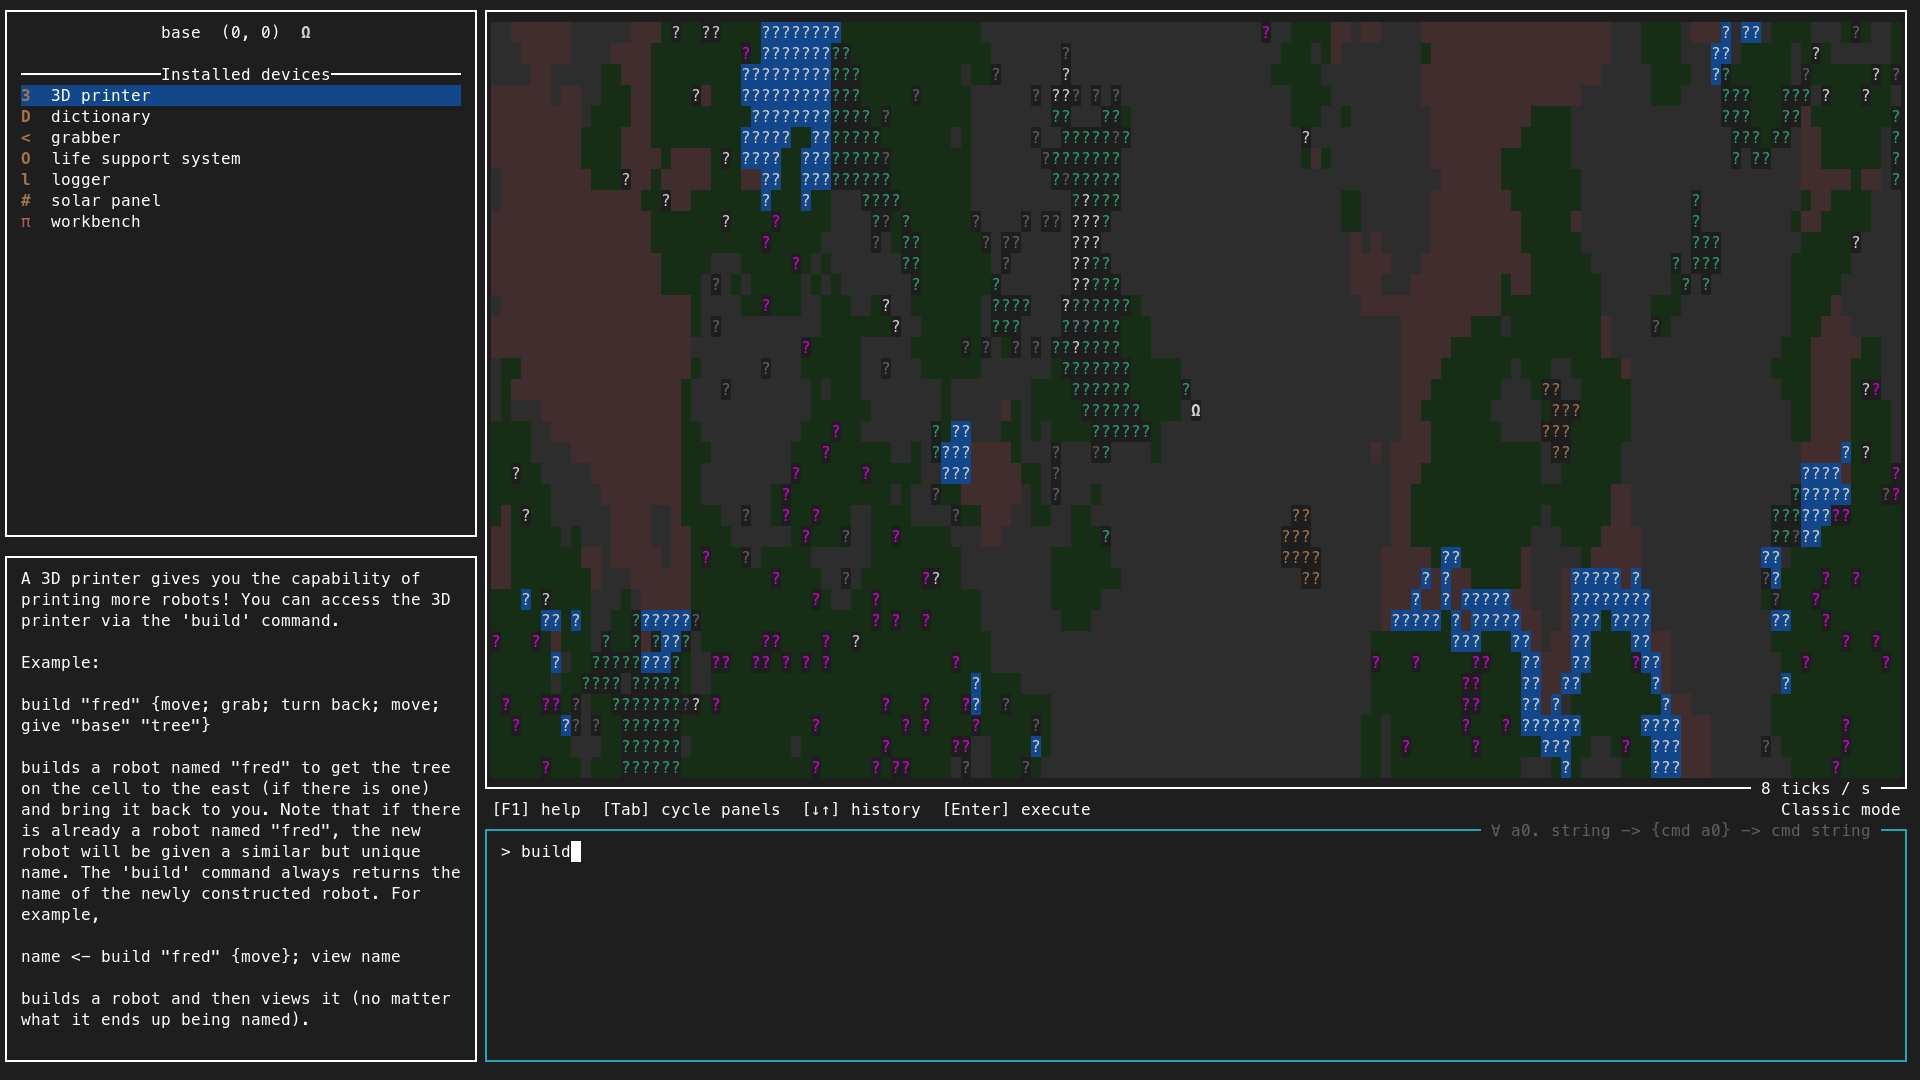 base (0, 0) Ω
Installed devices
3 3D printer
D dictionary
< grabber
O life support system
l logger
# solar panel
π workbench
A 3D printer gives you the capability of
printing more robots! You can access the 3D
printer via the 'build' command.
Example:
build "fred" {move; grab; turn back; move;
give "base" "tree"}
builds a robot named "fred" to get the tree
on the cell to the east (if there is one)
and bring it back to you. Note that if there
is already a robot named "fred", the new
robot will be given a similar but unique
name. The 'build' command always returns the
name of the newly constructed robot. For
example,
name <- build "fred" {move}; view name
builds a robot and then views it (no matter
what it ends up being named).
Ω
8 ticks / s
[F1] help [Tab] cycle panels [↓↑] history [Enter] execute
Classic mode
∀ a0. string -> {cmd a0} -> cmd string
> build